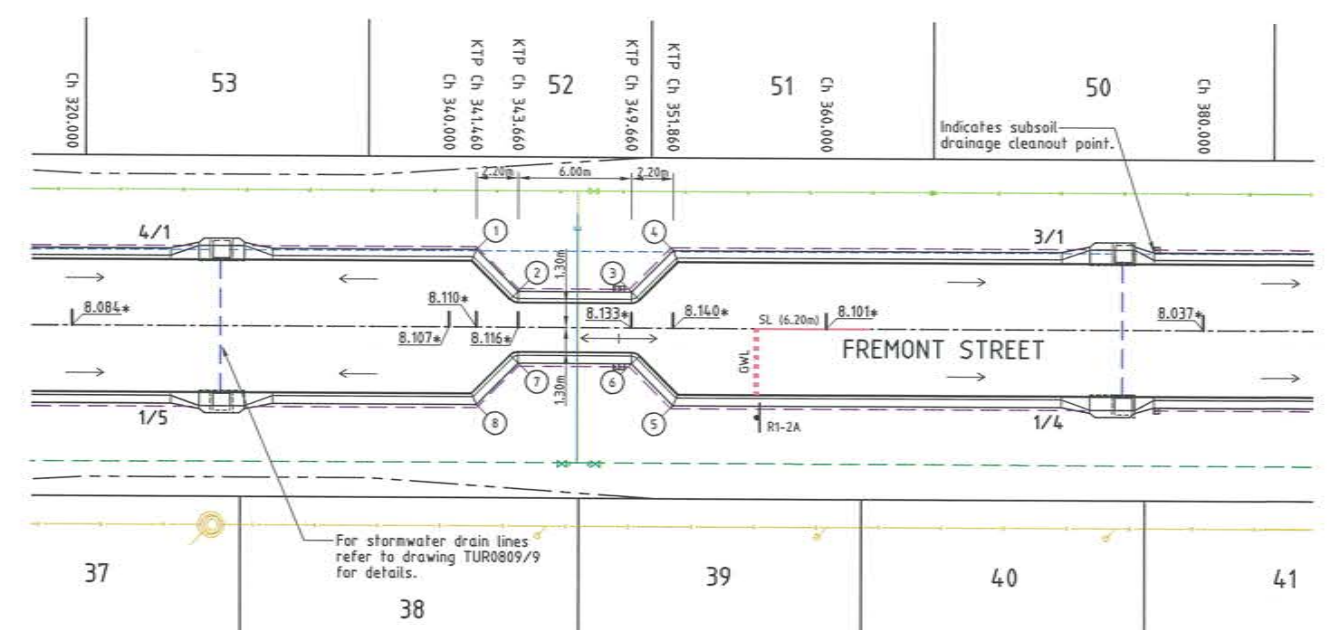 53
52
51
50
Ch 320.000
Ch 340.000
KTP Ch 341.460
KTP Ch 343.660
KTP Ch 349.660
KTP Ch 351.860
Ch 360.000
Ch 380.000
Indicates subsoil
drainage cleanout point.
2.20m
6.00m
2.20m
4/1
1
4
3/1
2
3
1.30m
8.084*
8.110*
8.107*
8.116*
8.133*
8.140*
SL (6.20m)
8.101*
8.037*
GWL
FREMONT STREET
7
6
1.30m
1/5
8
5
R1-2A
1/4
For stormwater drain lines
refer to drawing TUR0809/9
for details.
37
38
39
40
41